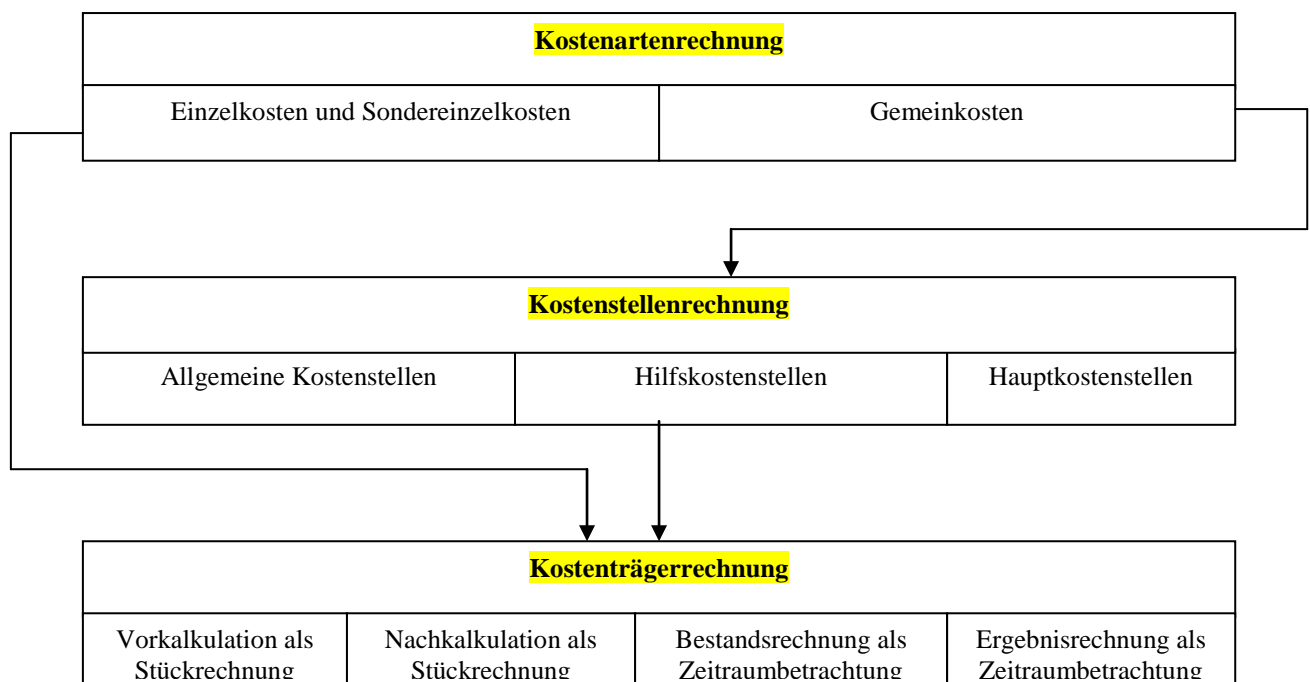 Kostenartenrechnung
Einzelkosten und Sondereinzelkosten
Gemeinkosten
Kostenstellenrechnung
Allgemeine Kostenstellen
Hilfskostenstellen
Hauptkostenstellen
Kostenträgerrechnung
Vorkalkulation als
Stückrechnung
Nachkalkulation als
Stückrechnung
Bestandsrechnung als
Zeitraumbetrachtung
Ergebnisrechnung als
Zeitraumbetrachtung